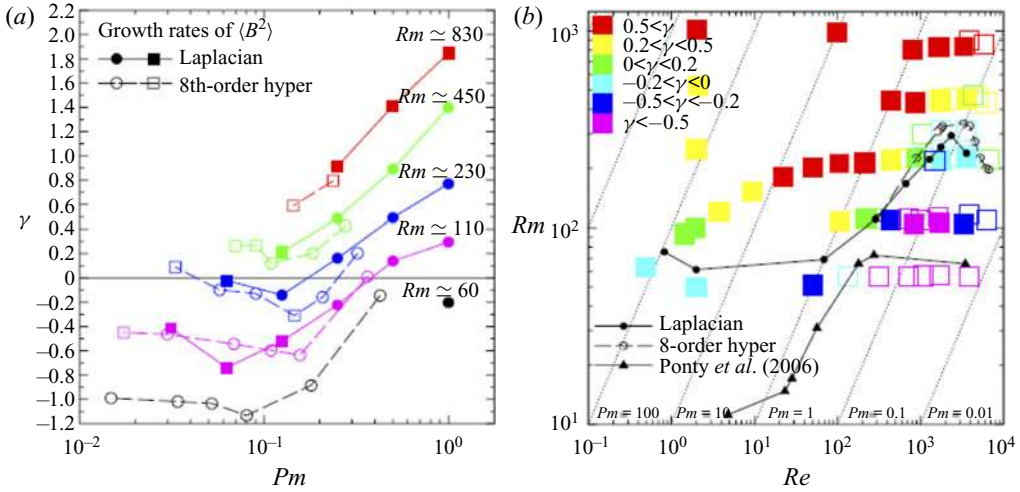 (a)
Growth rates of ⟨B²⟩
Laplacian
8th-order hyper
Rm ≃ 830
Rm ≃ 450
Rm ≃ 230
Rm ≃ 110
Rm ≃ 60
2.2
2.0
1.8
1.6
1.4
1.2
1.0
0.8
0.6
0.4
0.2
0
−0.2
−0.4
−0.6
−0.8
−1.0
−1.2
γ
10⁻²
10⁻¹
10⁰
Pm
(b)
0.5<γ
0.2<γ<0.5
0<γ<0.2
−0.2<γ<0
−0.5<γ<−0.2
γ<−0.5
10³
10²
10¹
Rm
Laplacian
8-order hyper
Ponty et al. (2006)
Pm = 100
Pm = 10
Pm = 1
Pm = 0.1
Pm = 0.01
10⁻¹
10⁰
10¹
10²
10³
10⁴
Re